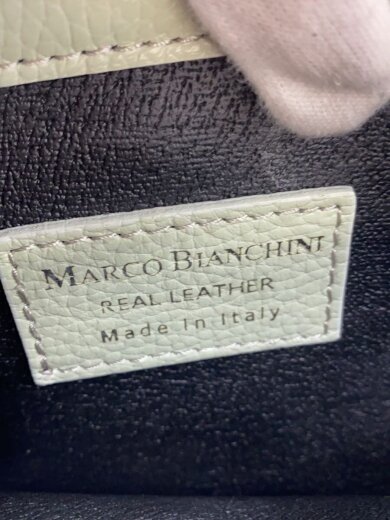 MARCO BIANCHINI
REAL LEATHER
Made in Italy